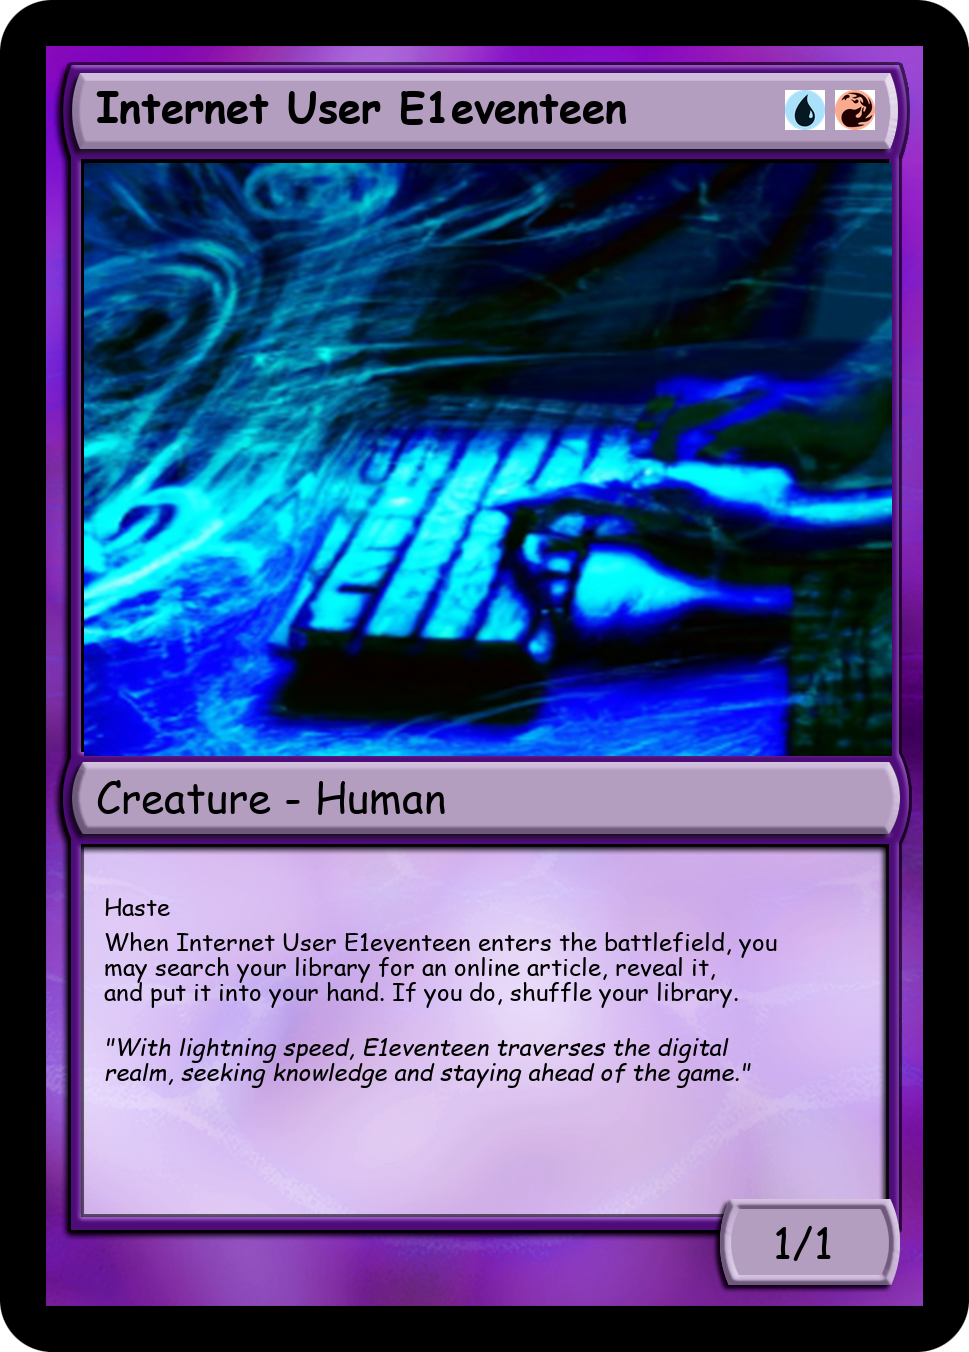 Internet User E1eventeen
Creature - Human
Haste
When Internet User E1eventeen enters the battlefield, you
may search your library for an online article, reveal it,
and put it into your hand. If you do, shuffle your library.
"With lightning speed, E1eventeen traverses the digital
realm, seeking knowledge and staying ahead of the game."
1/1